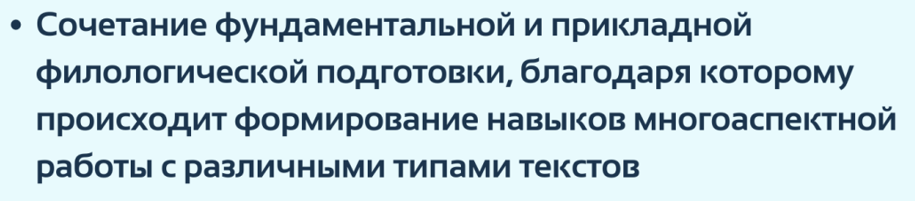 • Сочетание фундаментальной и прикладной
филологической подготовки, благодаря которому
происходит формирование навыков многоаспектной
работы с различными типами текстов